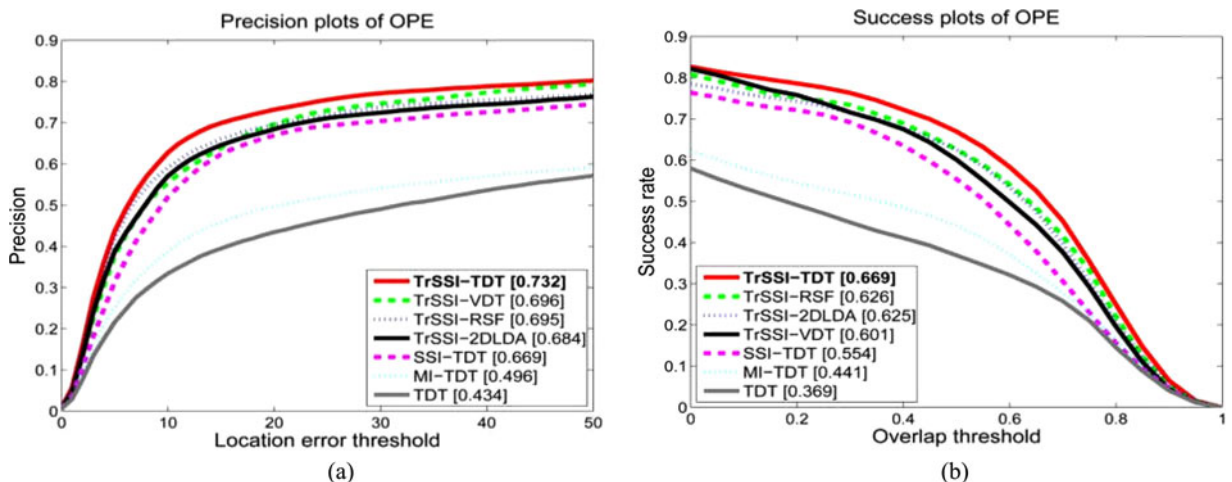 Precision plots of OPE
0.9
0.8
0.7
0.6
0.5
0.4
0.3
0.2
0.1
0
Precision
TrSSI-TDT [0.732]
TrSSI-VDT [0.696]
TrSSI-RSF [0.695]
TrSSI-2DLDA [0.684]
SSI-TDT [0.669]
MI-TDT [0.496]
TDT [0.434]
0 10 20 30 40 50
Location error threshold
(a)
Success plots of OPE
0.9
0.8
0.7
0.6
0.5
0.4
0.3
0.2
0.1
0
Success rate
TrSSI-TDT [0.669]
TrSSI-RSF [0.626]
TrSSI-2DLDA [0.625]
TrSSI-VDT [0.601]
SSI-TDT [0.554]
MI-TDT [0.441]
TDT [0.369]
0 0.2 0.4 0.6 0.8 1
Overlap threshold
(b)